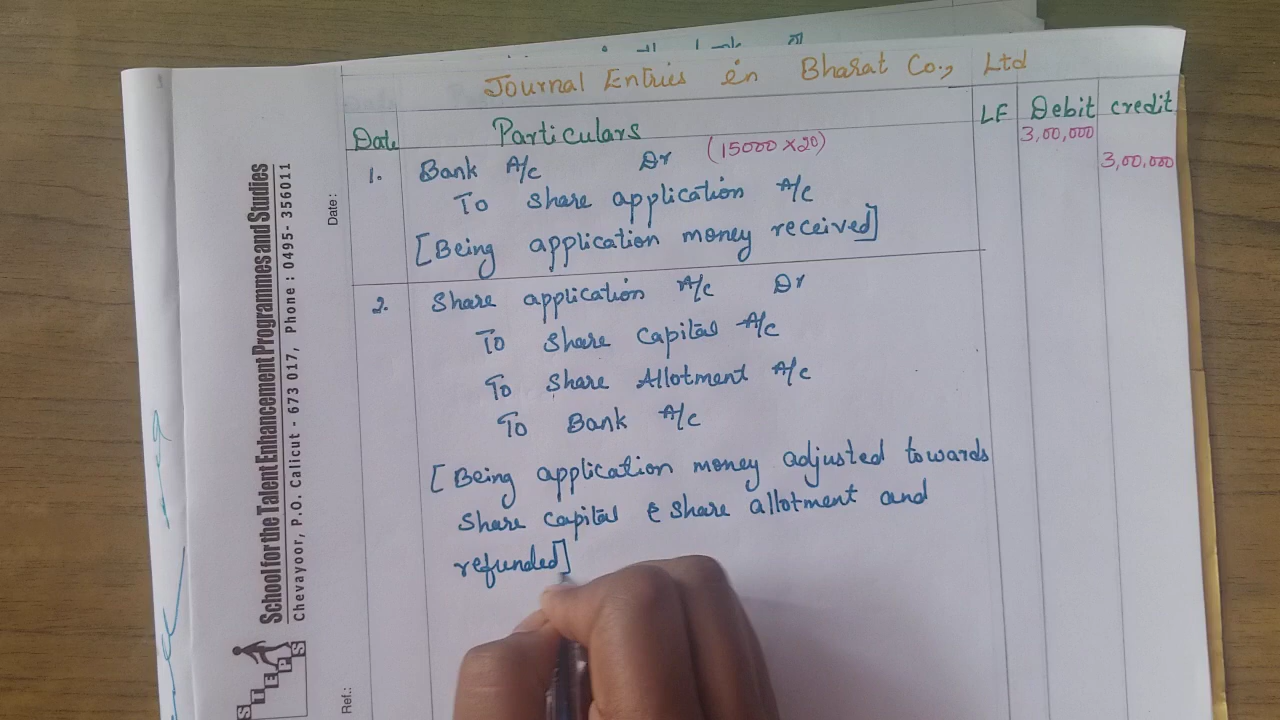 Journal Entries in Bharat Co., Ltd
Date Particulars LF Debit credit
1. Bank A/c Dr (15000 × 20) 3,00,000
To share application A/c 3,00,000
[Being application money received]
2. Share application A/c Dr
To share capital A/c
To share Allotment A/c
To Bank A/c
[Being application money adjusted towards
share capital & share allotment and
refunded]
School for the Talent Enhancement Programmes and Studies
Chevayoor, P.O. Calicut - 673 017, Phone : 0495- 356011
STEPS
Date:
Ref.: